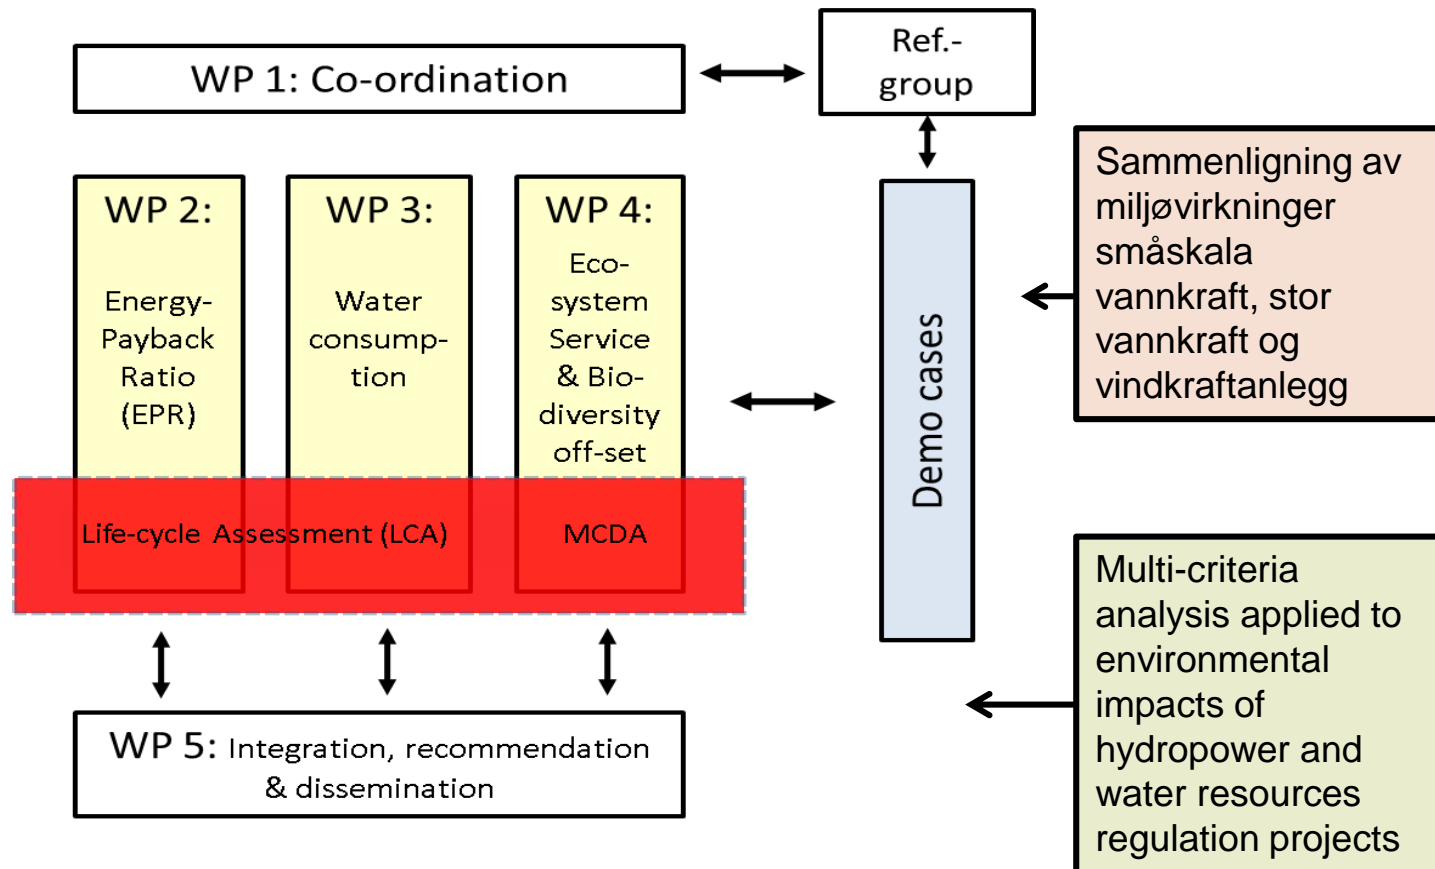 WP 1: Co-ordination
Ref.-
group
WP 2:
Energy-
Payback
Ratio
(EPR)
WP 3:
Water
consump-
tion
WP 4:
Eco-
system
Service
& Bio-
diversity
off-set
Life-cycle Assessment (LCA)
MCDA
WP 5: Integration, recommendation
& dissemination
Demo cases
Sammenligning av
miljøvirkninger
småskala
vannkraft, stor
vannkraft og
vindkraftanlegg
Multi-criteria
analysis applied to
environmental
impacts of
hydropower and
water resources
regulation projects